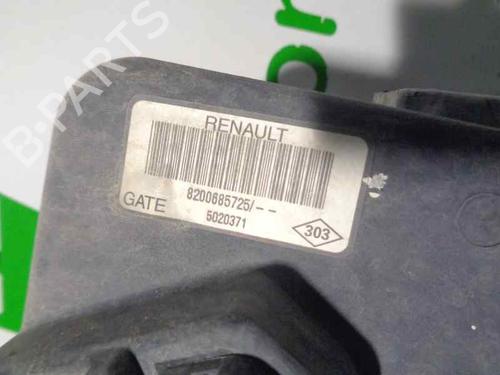 B-PARTS
RENAULT
8200685725/--
GATE
5020371
303